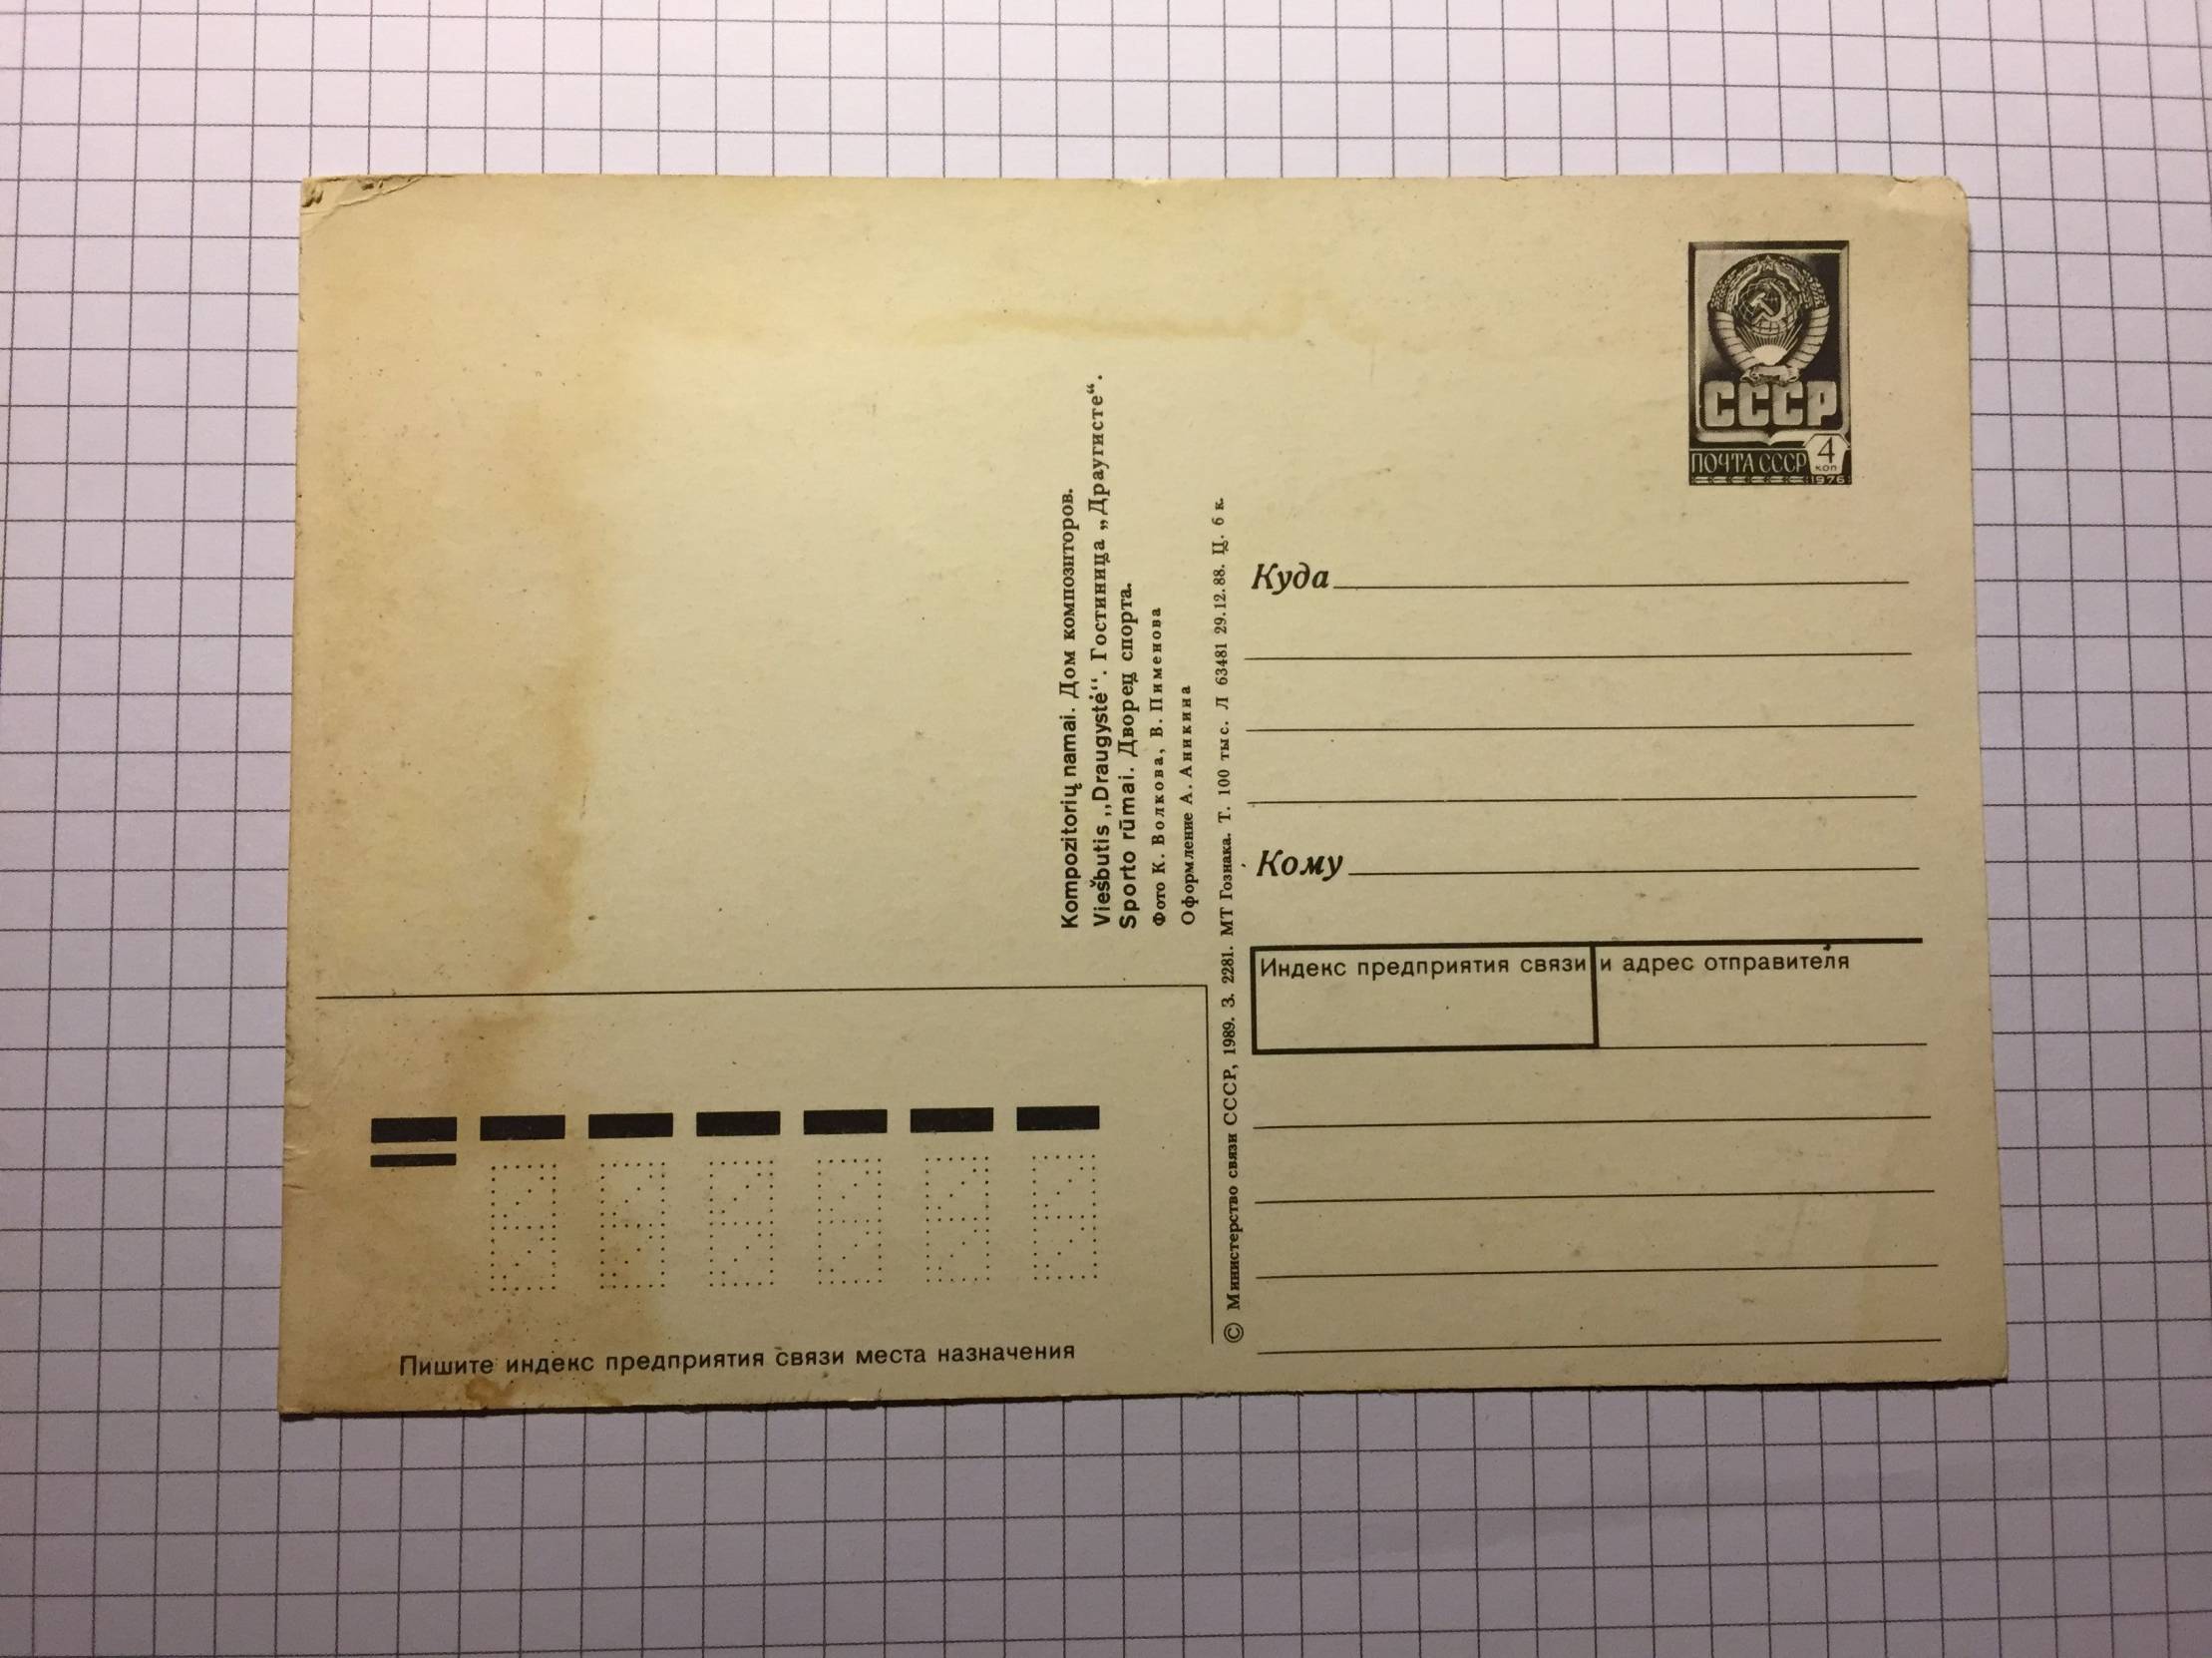 СССР
ПОЧТА СССР 4
коп
1976
Kompozitorių namai. Дом композиторов.
Viešbutis „Draugystė“. Гостиница „Драугисте“.
Sporto rūmai. Дворец спорта.
Фото К. Волкова, В. Пименова
Оформление А. Аникина
© Министерство связи СССР, 1989. З. 2281. МТ Гознака. Т. 100 тыс. Л 63481 29.12.88. Ц. 6 к.
Куда
Кому
Индекс предприятия связи и адрес отправителя
Пишите индекс предприятия связи места назначения